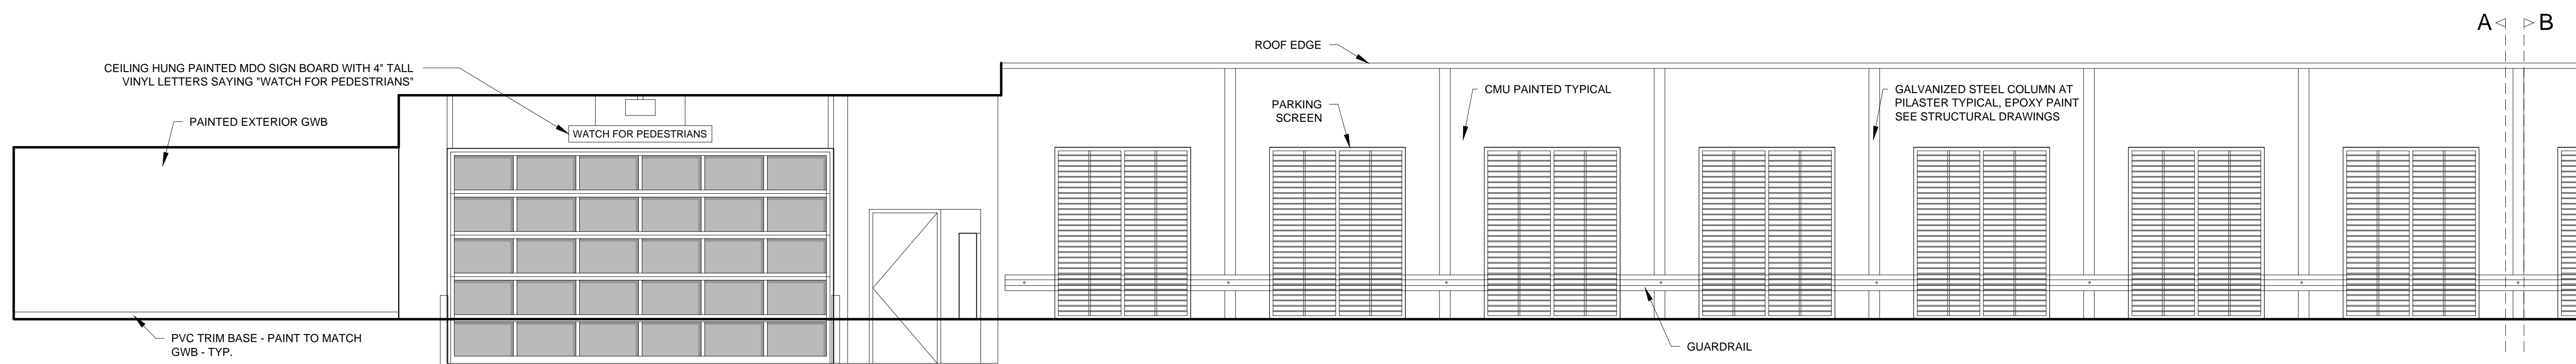 A B
ROOF EDGE
CEILING HUNG PAINTED MDO SIGN BOARD WITH 4" TALL
VINYL LETTERS SAYING "WATCH FOR PEDESTRIANS"
PAINTED EXTERIOR GWB
WATCH FOR PEDESTRIANS
PARKING
SCREEN
CMU PAINTED TYPICAL
GALVANIZED STEEL COLUMN AT
PILASTER TYPICAL, EPOXY PAINT
SEE STRUCTURAL DRAWINGS
PVC TRIM BASE - PAINT TO MATCH
GWB - TYP.
GUARDRAIL